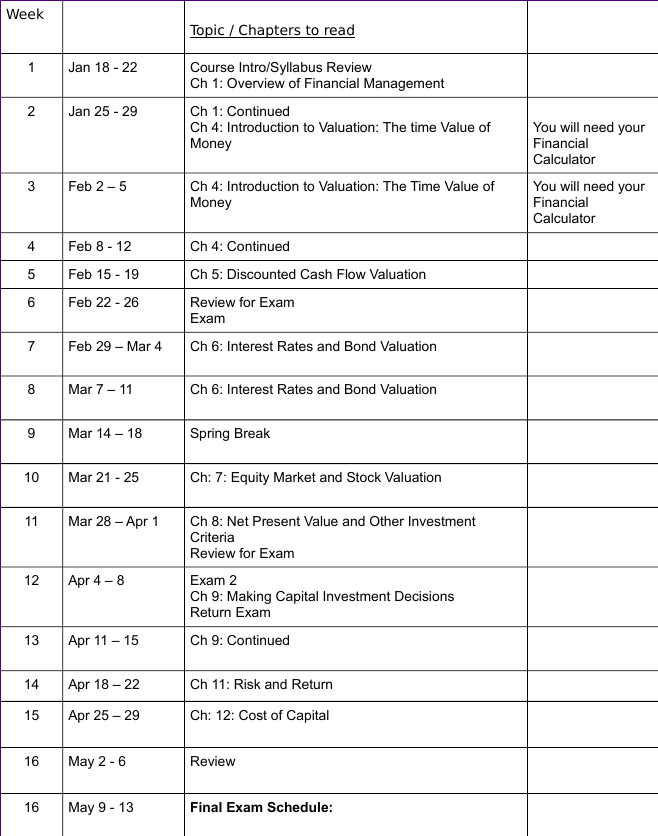 Week
Topic / Chapters to read
1 Jan 18 - 22 Course Intro/Syllabus Review
Ch 1: Overview of Financial Management
2 Jan 25 - 29 Ch 1: Continued
Ch 4: Introduction to Valuation: The time Value of You will need your
Money Financial
Calculator
3 Feb 2 – 5 Ch 4: Introduction to Valuation: The Time Value of You will need your
Money Financial
Calculator
4 Feb 8 - 12 Ch 4: Continued
5 Feb 15 - 19 Ch 5: Discounted Cash Flow Valuation
6 Feb 22 - 26 Review for Exam
Exam
7 Feb 29 – Mar 4 Ch 6: Interest Rates and Bond Valuation
8 Mar 7 – 11 Ch 6: Interest Rates and Bond Valuation
9 Mar 14 – 18 Spring Break
10 Mar 21 - 25 Ch: 7: Equity Market and Stock Valuation
11 Mar 28 – Apr 1 Ch 8: Net Present Value and Other Investment
Criteria
Review for Exam
12 Apr 4 – 8 Exam 2
Ch 9: Making Capital Investment Decisions
Return Exam
13 Apr 11 – 15 Ch 9: Continued
14 Apr 18 – 22 Ch 11: Risk and Return
15 Apr 25 – 29 Ch: 12: Cost of Capital
16 May 2 - 6 Review
16 May 9 - 13 Final Exam Schedule: